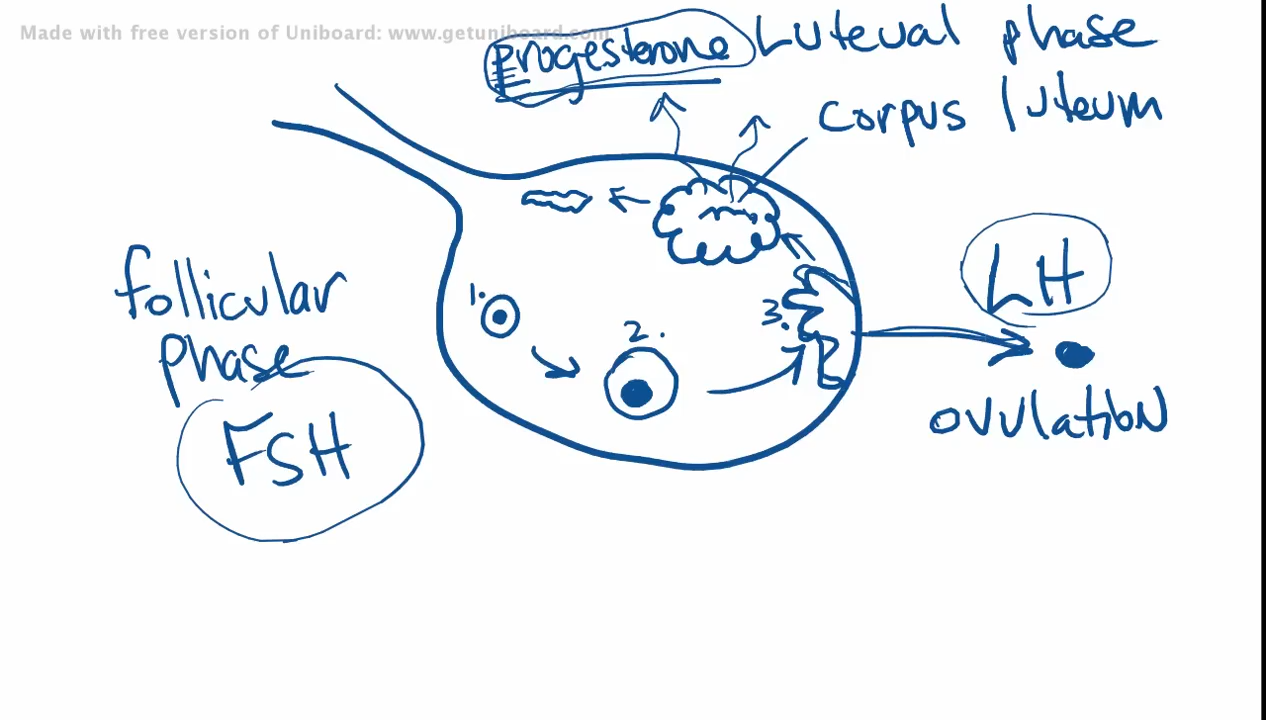 Made with free version of Uniboard: www.getuniboard.com
progesterone Luteual phase
corpus luteum
follicular
phase
FSH
1.
2.
3.
LH
ovulation